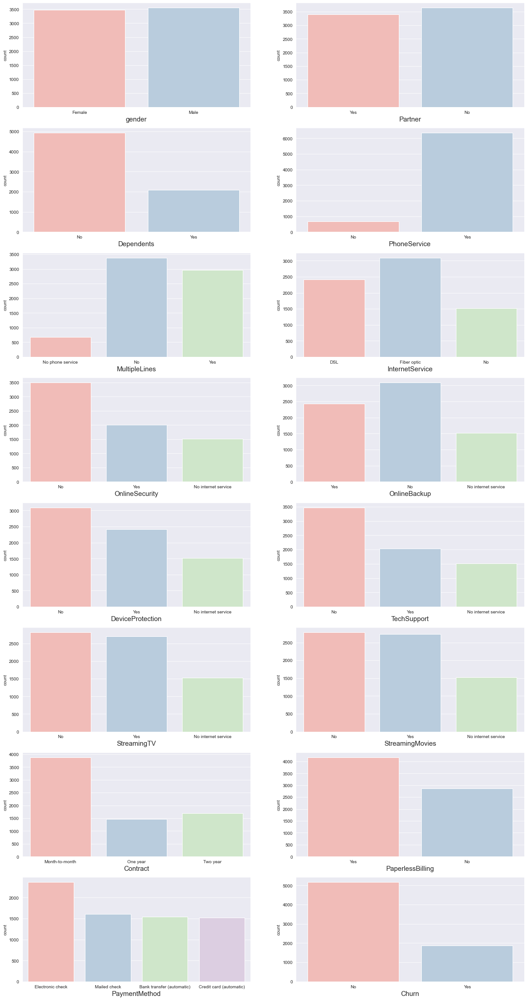 3500
3000
2500
2000
1500
1000
500
0
count
Female Male
gender
3500
3000
2500
2000
1500
1000
500
0
count
Yes No
Partner
5000
4000
3000
2000
1000
0
count
No Yes
Dependents
6000
5000
4000
3000
2000
1000
0
count
No Yes
PhoneService
3500
3000
2500
2000
1500
1000
500
0
count
No phone service No Yes
MultipleLines
3000
2500
2000
1500
1000
500
0
count
DSL Fiber optic No
InternetService
3500
3000
2500
2000
1500
1000
500
0
count
No Yes No internet service
OnlineSecurity
3000
2500
2000
1500
1000
500
0
count
Yes No No internet service
OnlineBackup
3000
2500
2000
1500
1000
500
0
count
No Yes No internet service
DeviceProtection
3500
3000
2500
2000
1500
1000
500
0
count
No Yes No internet service
TechSupport
2500
2000
1500
1000
500
0
count
No Yes No internet service
StreamingTV
2500
2000
1500
1000
500
0
count
No Yes No internet service
StreamingMovies
4000
3500
3000
2500
2000
1500
1000
500
0
count
Month-to-month One year Two year
Contract
4000
3500
3000
2500
2000
1500
1000
500
0
count
Yes No
PaperlessBilling
2000
1500
1000
500
0
count
Electronic check Mailed check Bank transfer (automatic) Credit card (automatic)
PaymentMethod
5000
4000
3000
2000
1000
0
count
No Yes
Churn